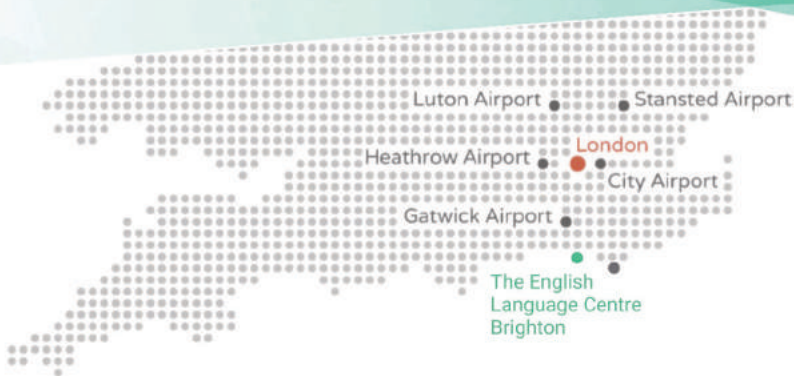 Luton Airport
Stansted Airport
London
Heathrow Airport
City Airport
Gatwick Airport
The English
Language Centre
Brighton